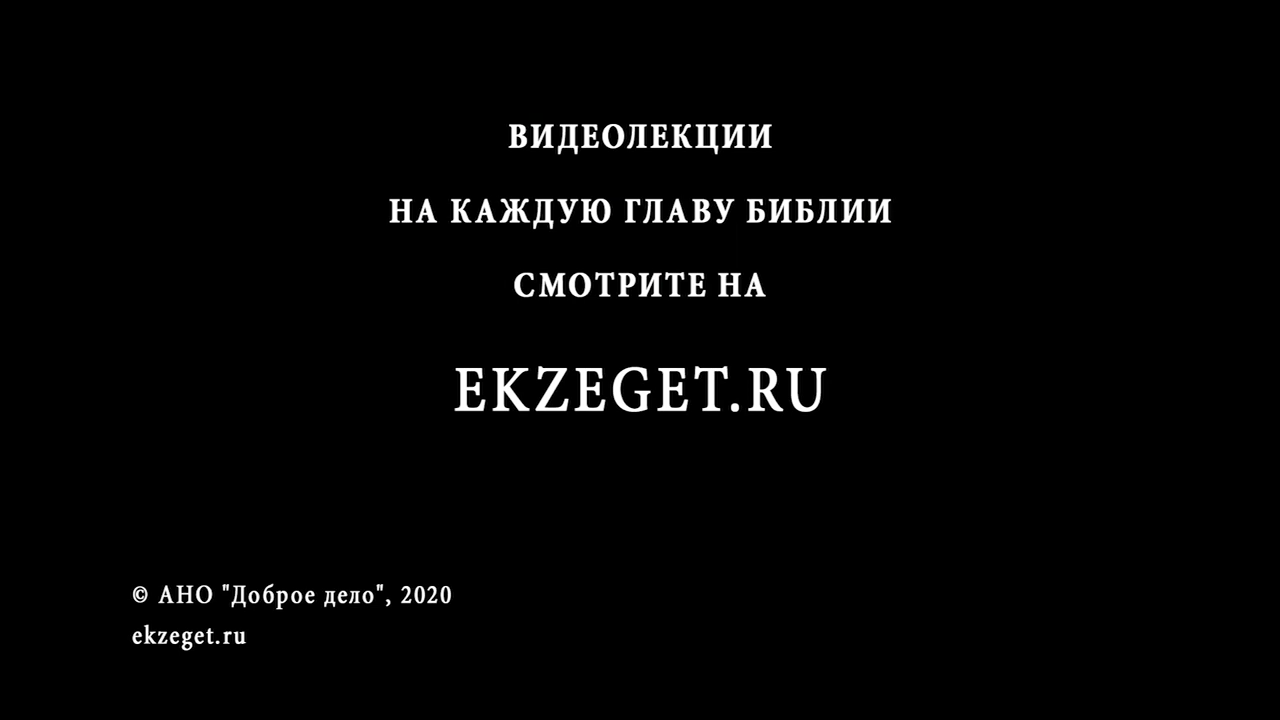 ВИДЕОЛЕКЦИИ
НА КАЖДУЮ ГЛАВУ БИБЛИИ
СМОТРИТЕ НА
EKZEGET.RU
© АНО "Доброе дело", 2020
ekzeget.ru